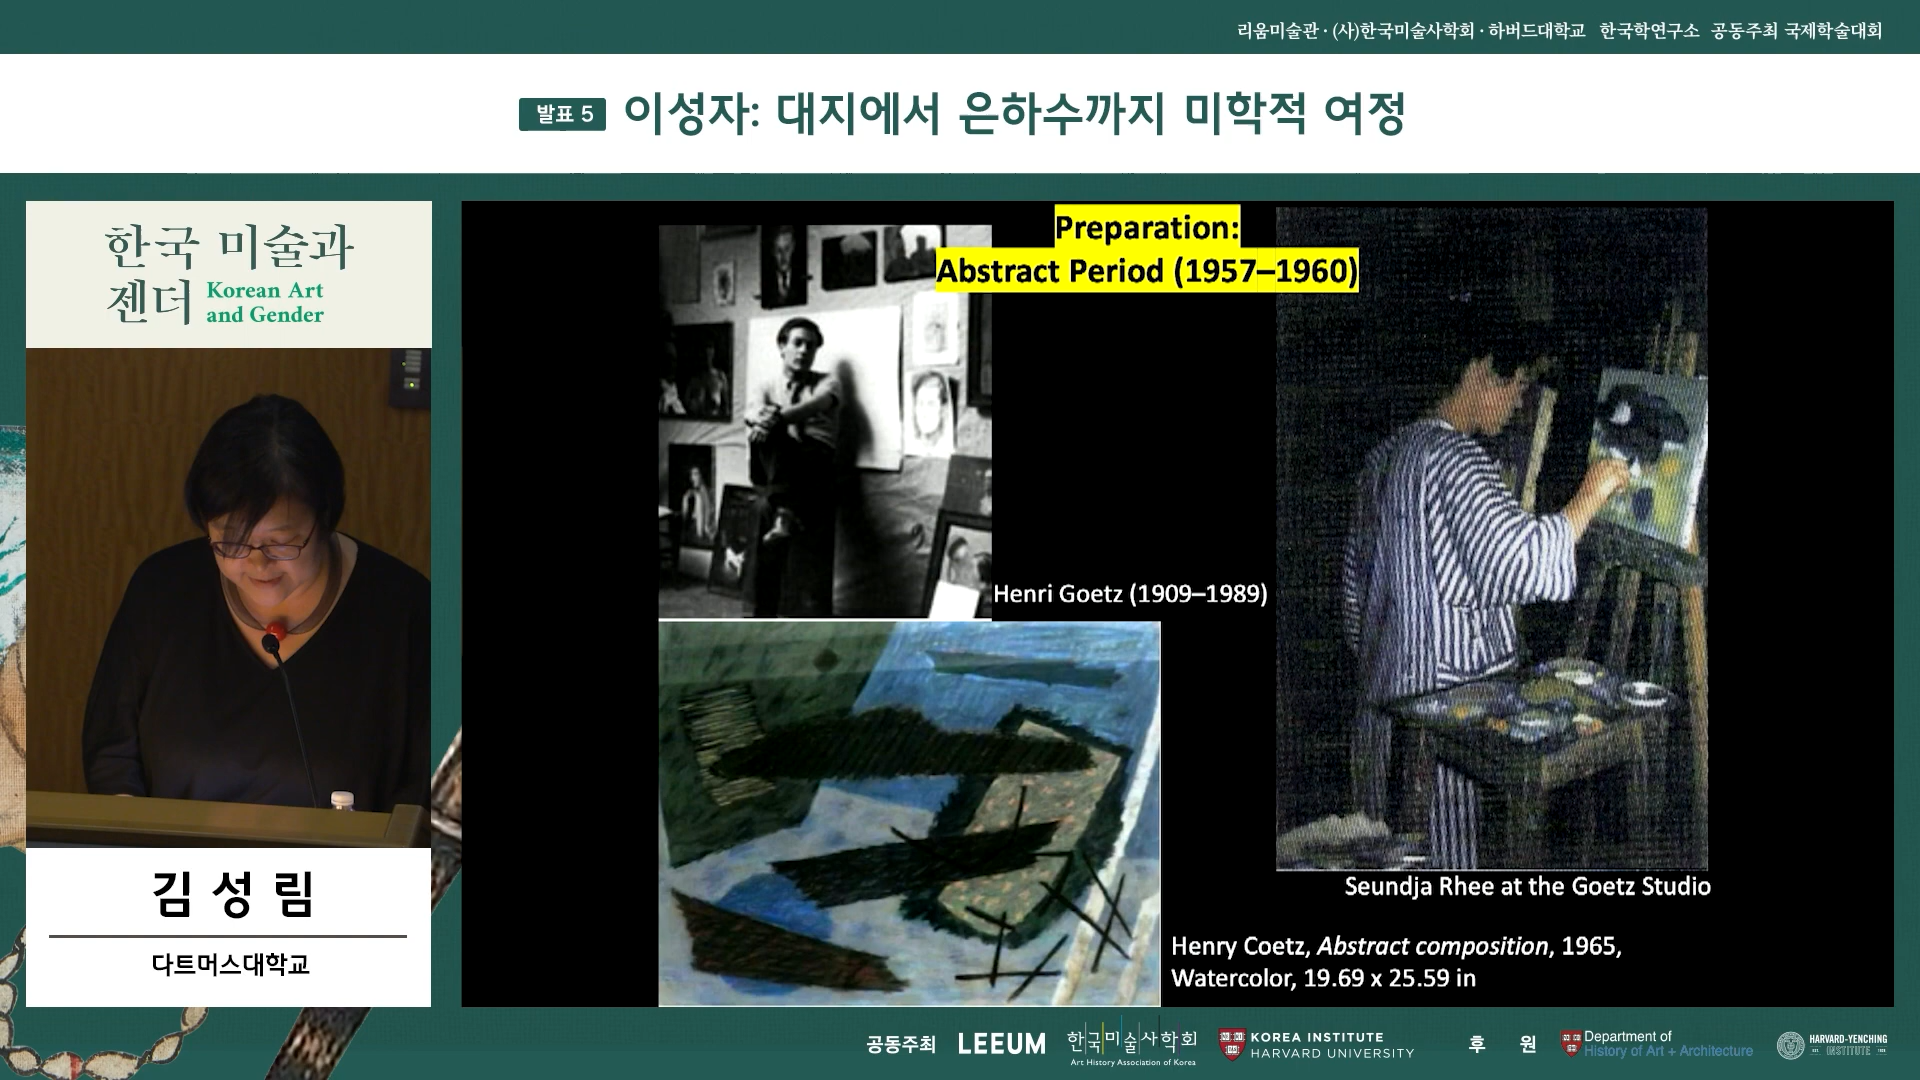 리움미술관 · (사)한국미술사학회 · 하버드대학교 한국학연구소 공동주최 국제학술대회
발표 5 이성자: 대지에서 은하수까지 미학적 여정
한국 미술과
젠더 Korean Art
and Gender
Preparation:
Abstract Period (1957–1960)
Henri Goetz (1909–1989)
Seundja Rhee at the Goetz Studio
Henry Coetz, Abstract composition, 1965,
Watercolor, 19.69 x 25.59 in
김성림
다트머스대학교
공동주최 LEEUM
한국미술사학회
Art History Association of Korea
KOREA INSTITUTE
HARVARD UNIVERSITY
후 원
Department of
History of Art + Architecture
HARVARD-YENCHING
INSTITUTE